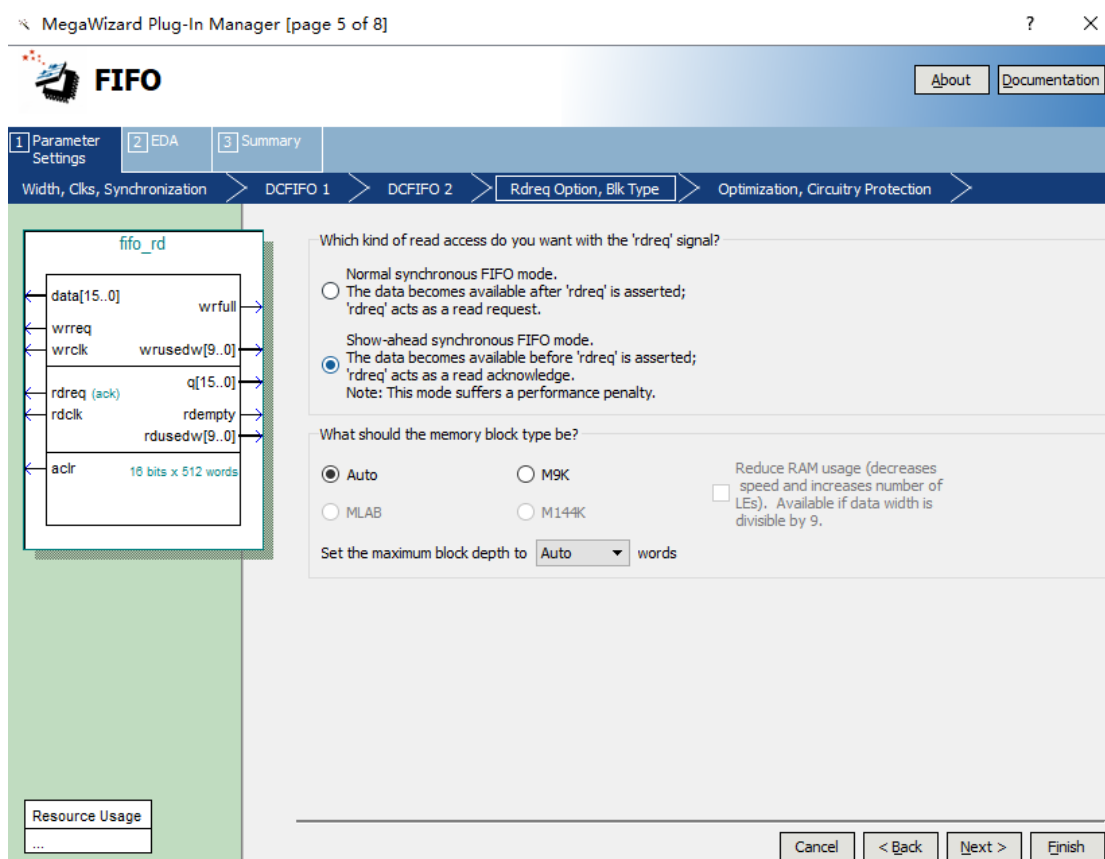 MegaWizard Plug-In Manager [page 5 of 8]
?
FIFO
About
Documentation
1 Parameter Settings
2 EDA
3 Summary
Width, Clks, Synchronization
DCFIFO 1
DCFIFO 2
Rdreq Option, Blk Type
Optimization, Circuitry Protection
fifo_rd
data[15..0]
wrfull
wrreq
wrclk
wrusedw[9..0]
q[15..0]
rdreq (ack)
rdclk
rdempty
rdusedw[9..0]
aclr
16 bits x 512 words
Resource Usage
...
Which kind of read access do you want with the 'rdreq' signal?
Normal synchronous FIFO mode.
The data becomes available after 'rdreq' is asserted;
'rdreq' acts as a read request.
Show-ahead synchronous FIFO mode.
The data becomes available before 'rdreq' is asserted;
'rdreq' acts as a read acknowledge.
Note: This mode suffers a performance penalty.
What should the memory block type be?
Auto
M9K
MLAB
M144K
Reduce RAM usage (decreases
speed and increases number of
LEs). Available if data width is
divisible by 9.
Set the maximum block depth to
Auto
words
Cancel
< Back
Next >
Finish